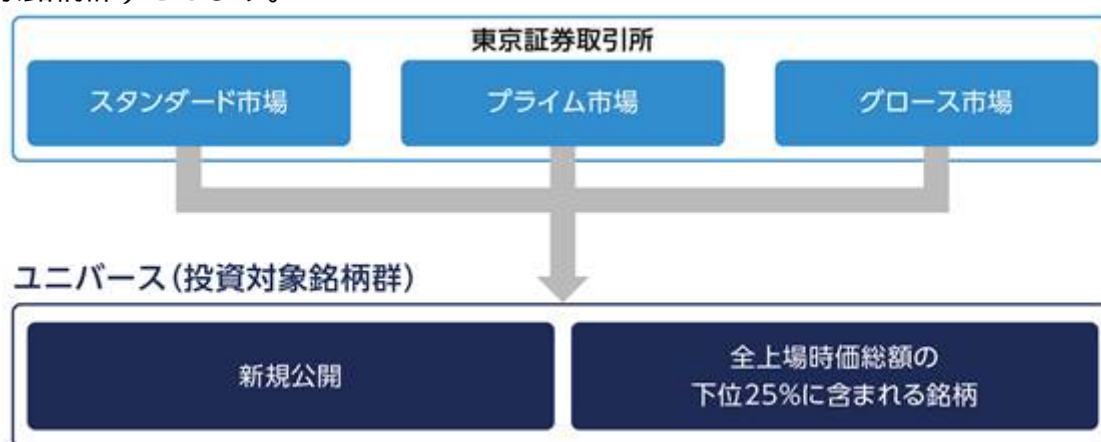 東京証券取引所
スタンダード市場
プライム市場
グロース市場
ユニバース(投資対象銘柄群)
新規公開
全上場時価総額の
下位25%に含まれる銘柄